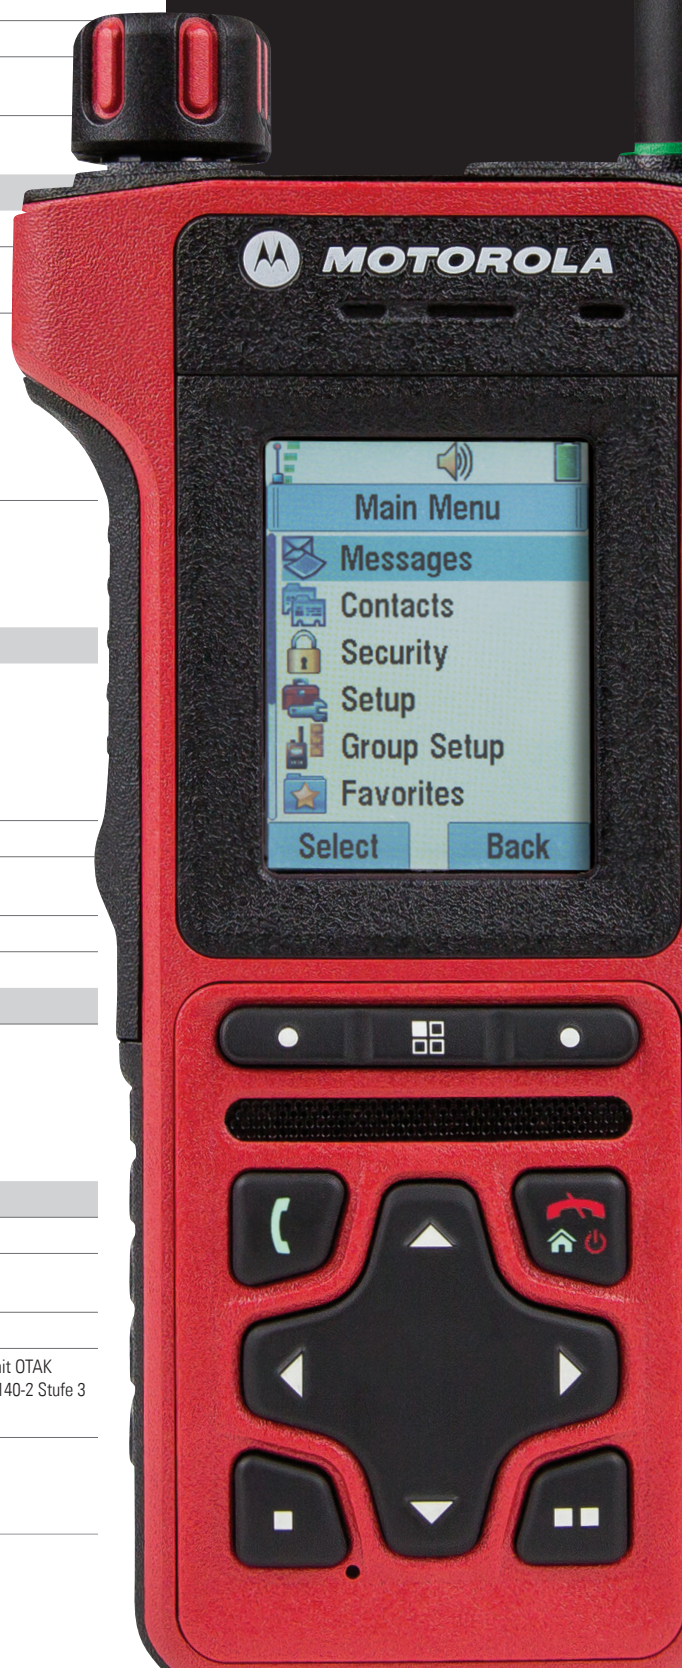 MOTOROLA
Main Menu
Messages
Contacts
Security
Setup
Group Setup
Favorites
Select Back
it OTAK
140-2 Stufe 3